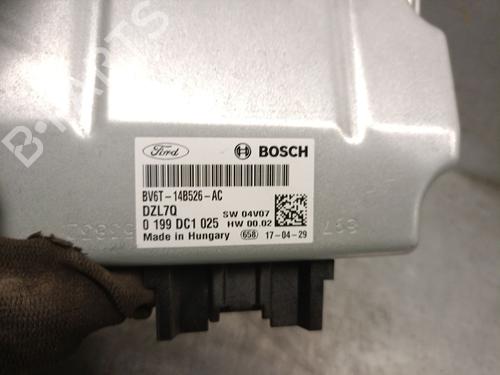 B-PARTS
Ford BOSCH
BV6T-14B526-AC
DZL7Q SW 04V07
0 199 DC1 025 HW 00.02
Made in Hungary 658 17-04-29